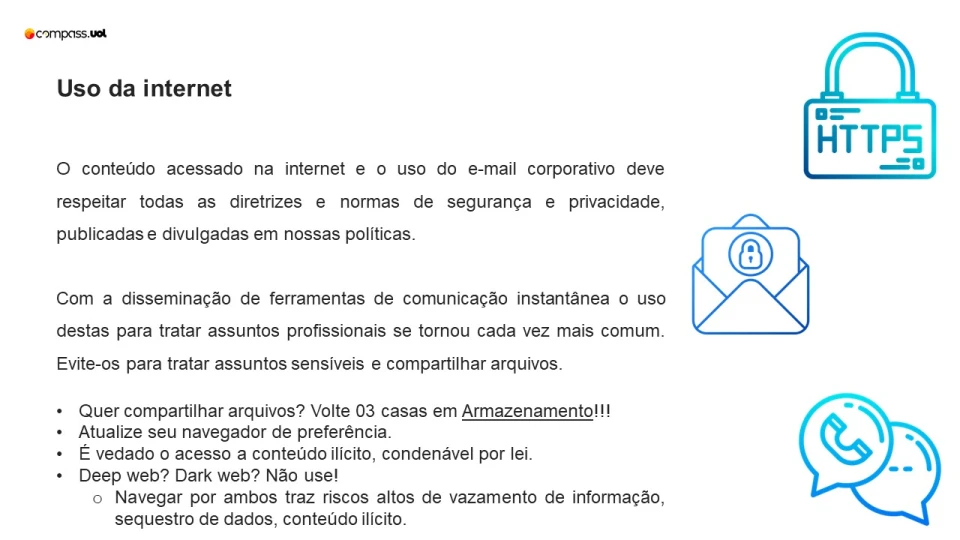 compass.uol
Uso da internet
HTTPS
O conteúdo acessado na internet e o uso do e-mail corporativo deve
respeitar todas as diretrizes e normas de segurança e privacidade,
publicadas e divulgadas em nossas políticas.
Com a disseminação de ferramentas de comunicação instantânea o uso
destas para tratar assuntos profissionais se tornou cada vez mais comum.
Evite-os para tratar assuntos sensíveis e compartilhar arquivos.
• Quer compartilhar arquivos? Volte 03 casas em Armazenamento!!!
• Atualize seu navegador de preferência.
• É vedado o acesso a conteúdo ilícito, condenável por lei.
• Deep web? Dark web? Não use!
o Navegar por ambos traz riscos altos de vazamento de informação,
sequestro de dados, conteúdo ilícito.